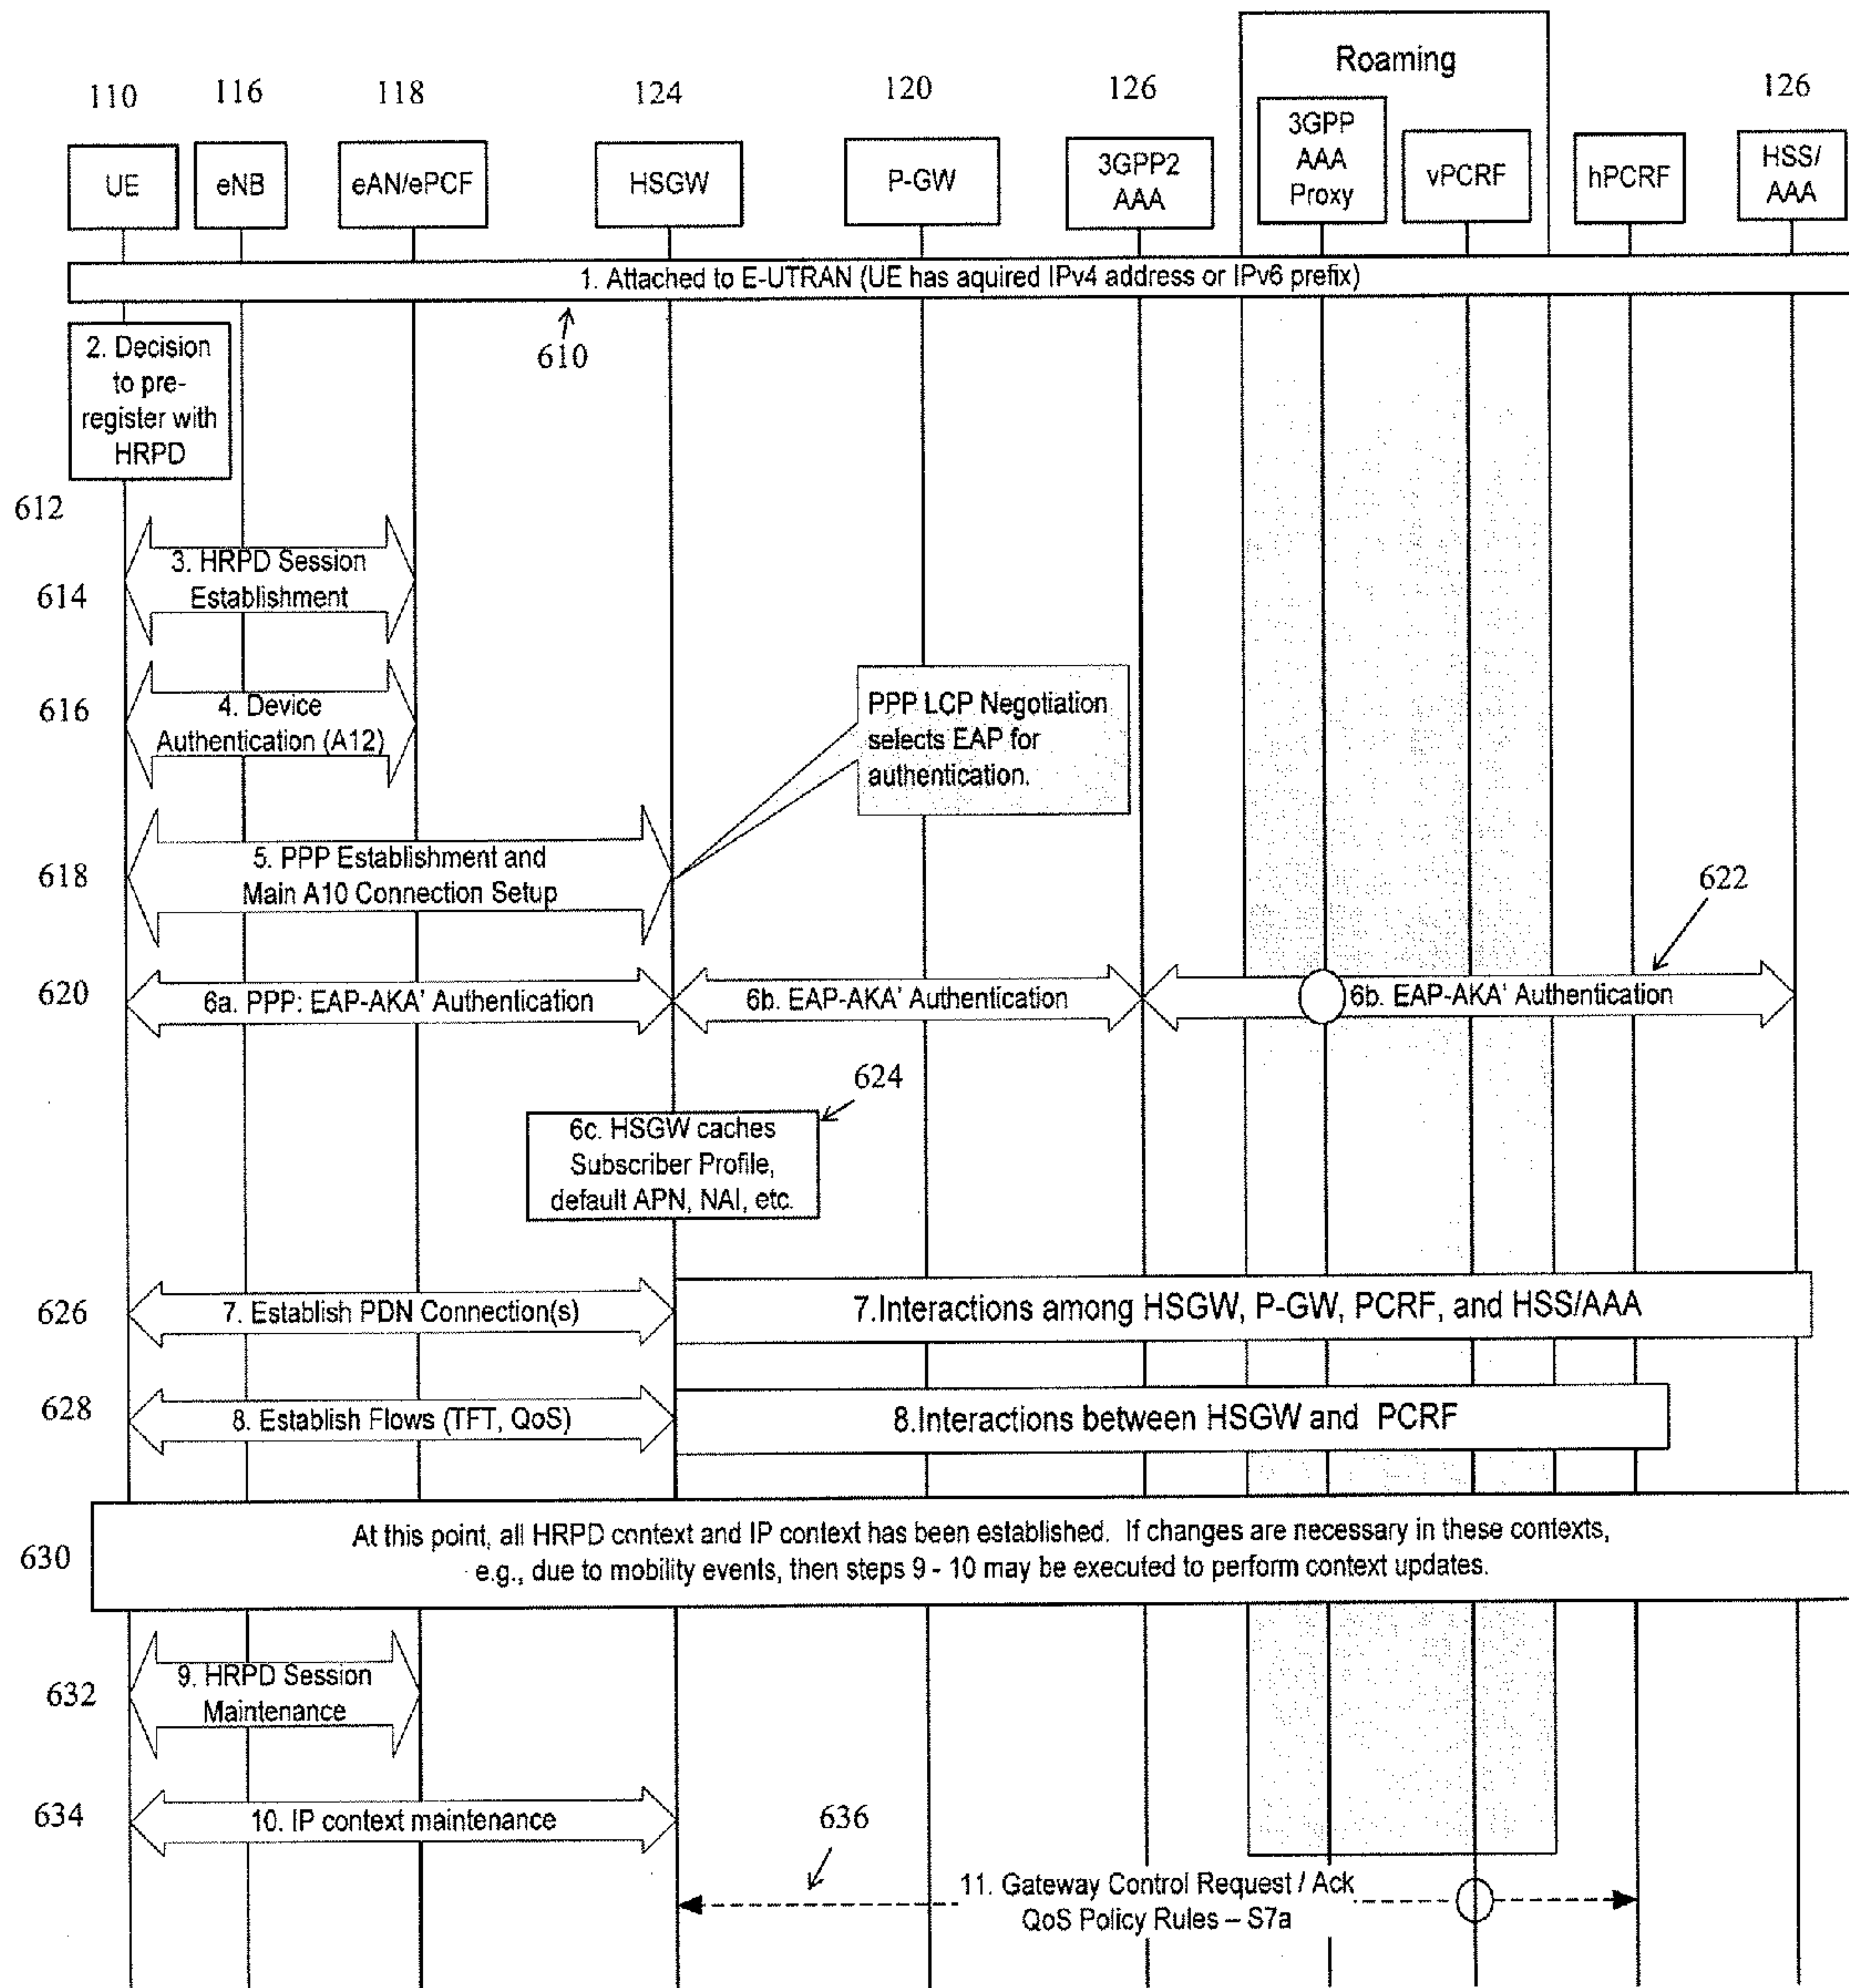 Roaming
110
116
118
124
120
126
126
UE
eNB
eAN/ePCF
HSGW
P-GW
3GPP2
AAA
3GPP
AAA
Proxy
vPCRF
hPCRF
HSS/
AAA
1. Attached to E-UTRAN (UE has aquired IPv4 address or IPv6 prefix)
610
2. Decision
to pre-
register with
HRPD
612
3. HRPD Session
Establishment
614
616
4. Device
Authentication (A12)
PPP LCP Negotiation
selects EAP for
authentication.
618
5. PPP Establishment and
Main A10 Connection Setup
622
620
6a. PPP: EAP-AKA' Authentication
6b. EAP-AKA' Authentication
6b. EAP-AKA' Authentication
624
6c. HSGW caches
Subscriber Profile,
default APN, NAI, etc.
626
7. Establish PDN Connection(s)
7.Interactions among HSGW, P-GW, PCRF, and HSS/AAA
628
8. Establish Flows (TFT, QoS)
8.Interactions between HSGW and PCRF
630
At this point, all HRPD context and IP context has been established. If changes are necessary in these contexts,
e.g., due to mobility events, then steps 9 - 10 may be executed to perform context updates.
632
9. HRPD Session
Maintenance
634
10. IP context maintenance
636
11. Gateway Control Request / Ack
QoS Policy Rules – S7a